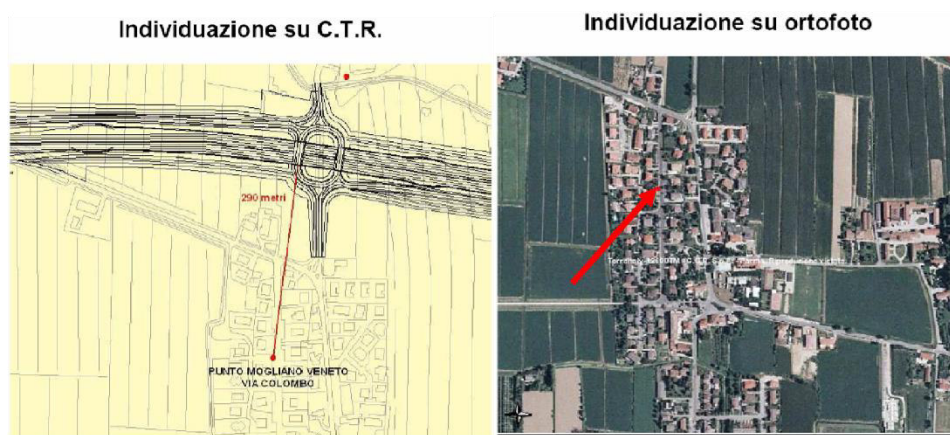 Individuazione su C.T.R.
Individuazione su ortofoto
290 metri
PUNTO MOGLIANO VENETO
VIA COLOMBO